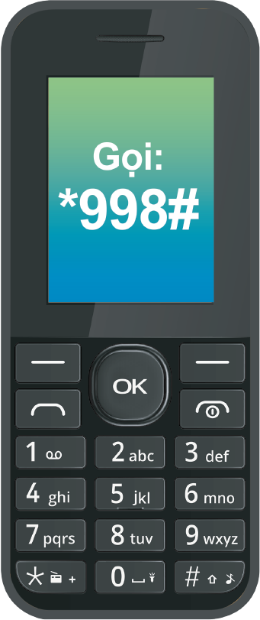 Gọi:
*998#
OK
1
2 abc
3 def
4 ghi
5 jkl
6 mno
7 pqrs
8 tuv
9 wxyz
* +
0
#